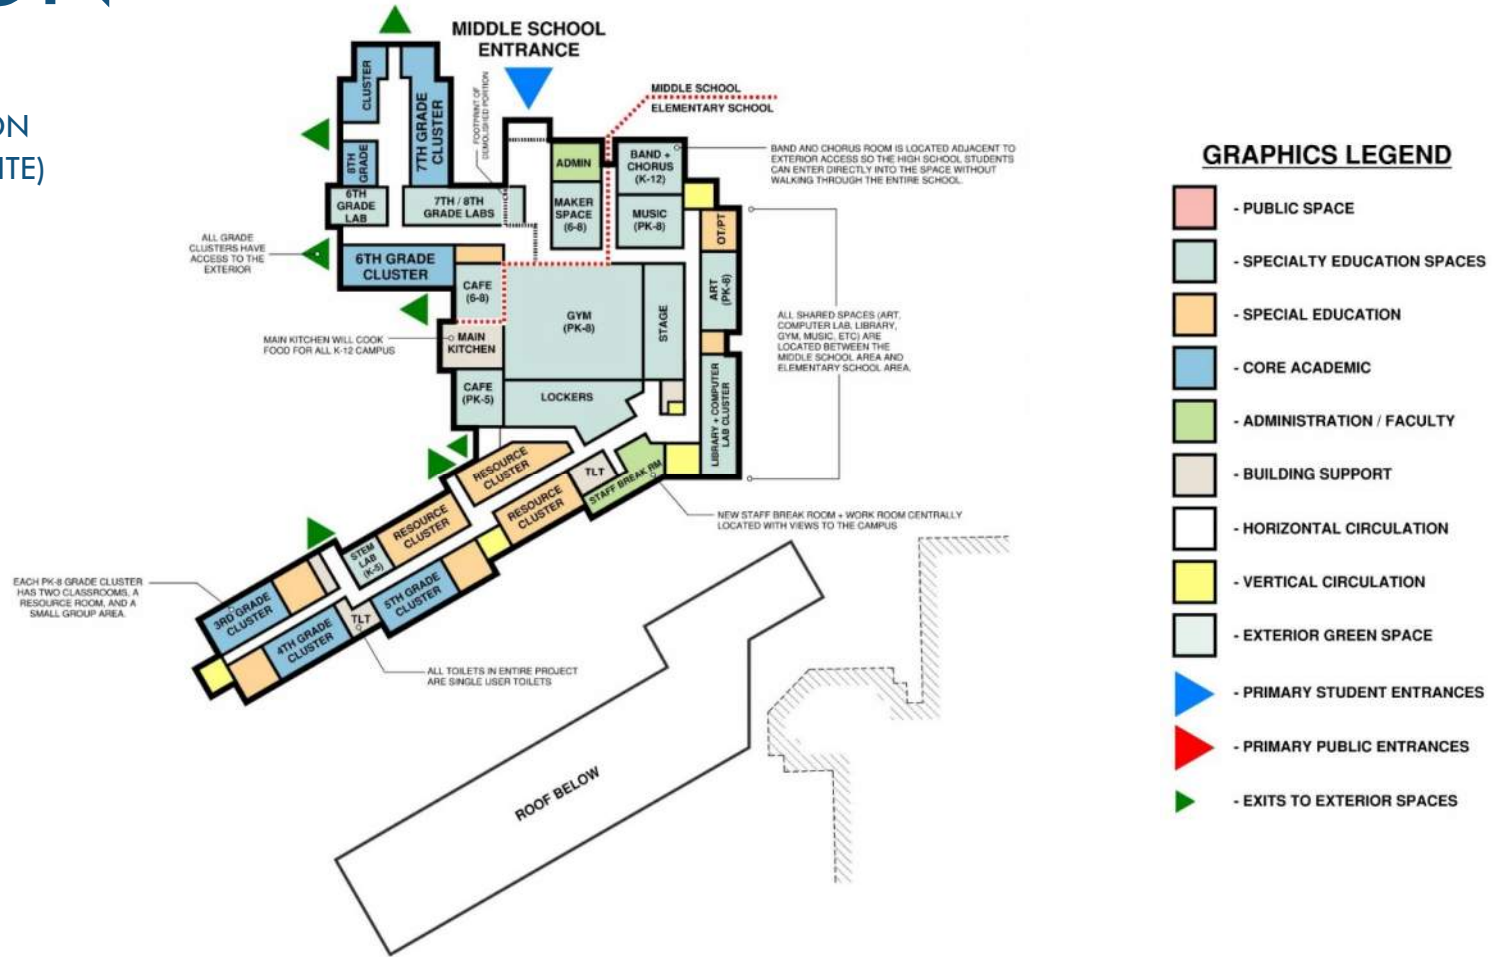 MIDDLE SCHOOL
ENTRANCE
MIDDLE SCHOOL
ELEMENTARY SCHOOL
FOOTPRINT OF
DEMOLISHED PORTION
CLUSTER
8TH
GRADE
7TH GRADE
CLUSTER
6TH
GRADE
LAB
7TH / 8TH
GRADE LABS
ADMIN
MAKER
SPACE
(6-8)
BAND +
CHORUS
(K-12)
MUSIC
(PK-8)
OT/PT
BAND AND CHORUS ROOM IS LOCATED ADJACENT TO
EXTERIOR ACCESS SO THE HIGH SCHOOL STUDENTS
CAN ENTER DIRECTLY INTO THE SPACE WITHOUT
WALKING THROUGH THE ENTIRE SCHOOL.
ALL GRADE
CLUSTERS HAVE
ACCESS TO THE
EXTERIOR
6TH GRADE
CLUSTER
CAFE
(6-8)
GYM
(PK-8)
STAGE
ART
(PK-8)
MAIN KITCHEN WILL COOK
FOOD FOR ALL K-12 CAMPUS
MAIN
KITCHEN
ALL SHARED SPACES (ART,
COMPUTER LAB, LIBRARY,
GYM, MUSIC, ETC) ARE
LOCATED BETWEEN THE
MIDDLE SCHOOL AREA AND
ELEMENTARY SCHOOL AREA.
CAFE
(PK-5)
LOCKERS
LIBRARY + COMPUTER
LAB CLUSTER
RESOURCE
CLUSTER
TLT
STAFF BREAK RM
RESOURCE
CLUSTER
RESOURCE
CLUSTER
NEW STAFF BREAK ROOM + WORK ROOM CENTRALLY
LOCATED WITH VIEWS TO THE CAMPUS
STEM
LAB
(K-5)
EACH PK-8 GRADE CLUSTER
HAS TWO CLASSROOMS, A
RESOURCE ROOM, AND A
SMALL GROUP AREA.
3RD GRADE
CLUSTER
4TH GRADE
CLUSTER
TLT
5TH GRADE
CLUSTER
ALL TOILETS IN ENTIRE PROJECT
ARE SINGLE USER TOILETS
ROOF BELOW
GRAPHICS LEGEND
- PUBLIC SPACE
- SPECIALTY EDUCATION SPACES
- SPECIAL EDUCATION
- CORE ACADEMIC
- ADMINISTRATION / FACULTY
- BUILDING SUPPORT
- HORIZONTAL CIRCULATION
- VERTICAL CIRCULATION
- EXTERIOR GREEN SPACE
- PRIMARY STUDENT ENTRANCES
- PRIMARY PUBLIC ENTRANCES
- EXITS TO EXTERIOR SPACES